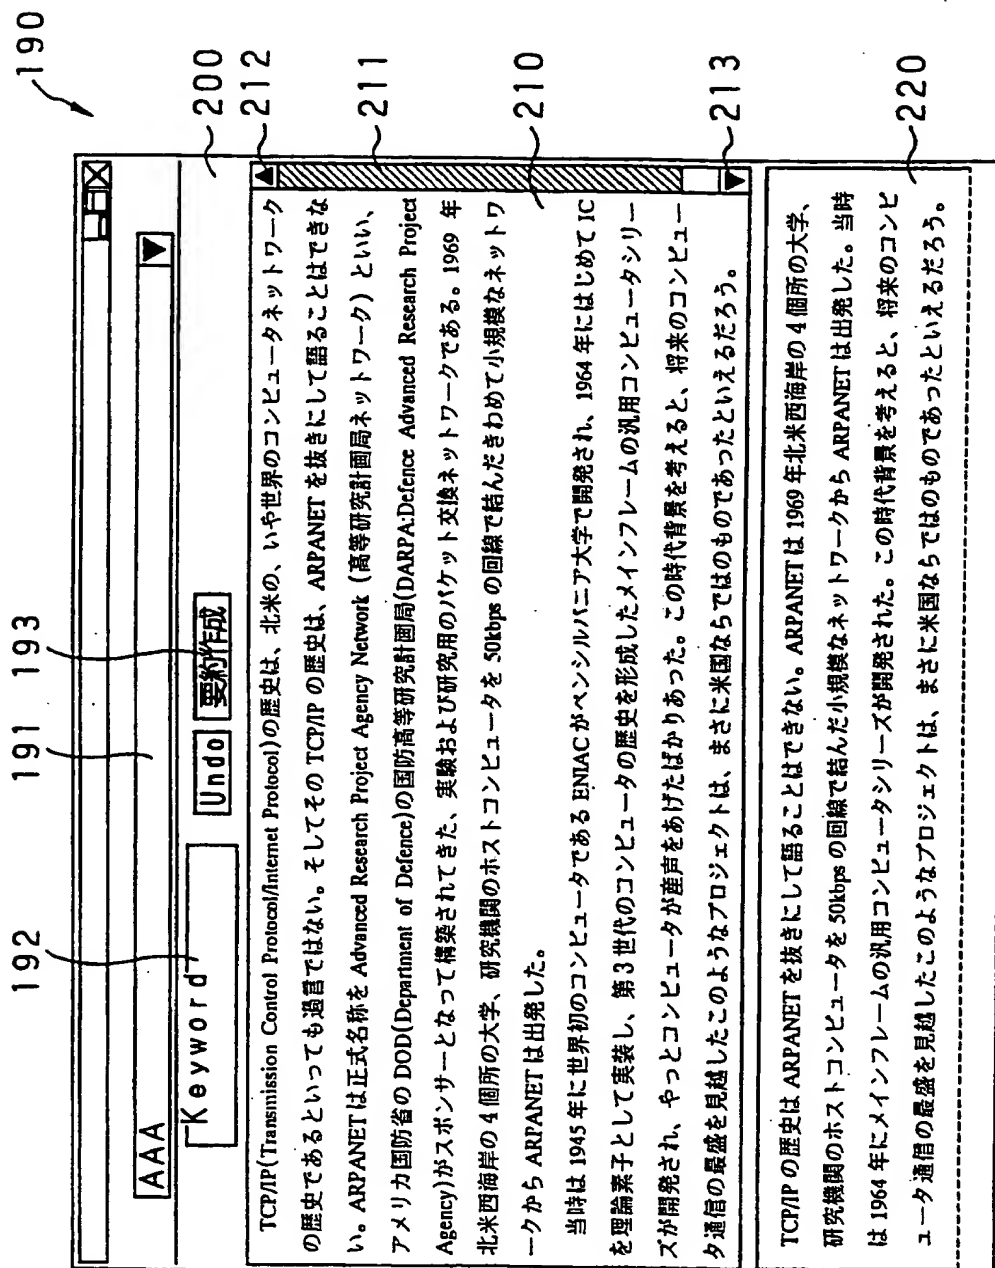 190
192
191
193
AAA
Keyword
Undo
要約作成
200
212
211
210
213
220
TCP/IP(Transmission Control Protocol/Internet Protocol)の歴史は、北米の、いや世界のコンピュータネットワーク
の歴史であるといっても過言ではない。そしてその TCP/IP の歴史は、ARPANET を抜きにして語ることはできな
い。ARPANET は正式名称を Advanced Research Project Agency Network (高等研究計画局ネットワーク) といい、
アメリカ国防省の DOD(Department of Defence)の国防高等研究計画局(DARPA:Defence Advanced Research Project
Agency)がスポンサーとなって構築されてきた、実験および研究用のパケット交換ネットワークである。1969 年
北米西海岸の 4 個所の大学、研究機関のホストコンピュータを 50kbps の回線で結んだきわめて小規模なネットワ
ークから ARPANET は出発した。
当時は 1945 年に世界初のコンピュータである ENIAC がペンシルバニア大学で開発され、1964 年にはじめて IC
を理論素子として実装し、第 3 世代のコンピュータの歴史を形成したメインフレームの汎用コンピュータシリー
ズが開発され、やっとコンピュータが産声をあげたばかりあった。この時代背景を考えると、将来のコンピュー
タ通信の最盛を見越したこのようなプロジェクトは、まさに米国ならではのものであったといえるだろう。
TCP/IP の歴史は ARPANET を抜きにして語ることはできない。ARPANET は 1969 年北米西海岸の 4 個所の大学、
研究機関のホストコンピュータを 50kbps の回線で結んだ小規模なネットワークから ARPANET は出発した。当時
は 1964 年にメインフレームの汎用コンピュータシリーズが開発された。この時代背景を考えると、将来のコンピ
ュータ通信の最盛を見越したこのようなプロジェクトは、まさに米国ならではのものであったといえるだろう。